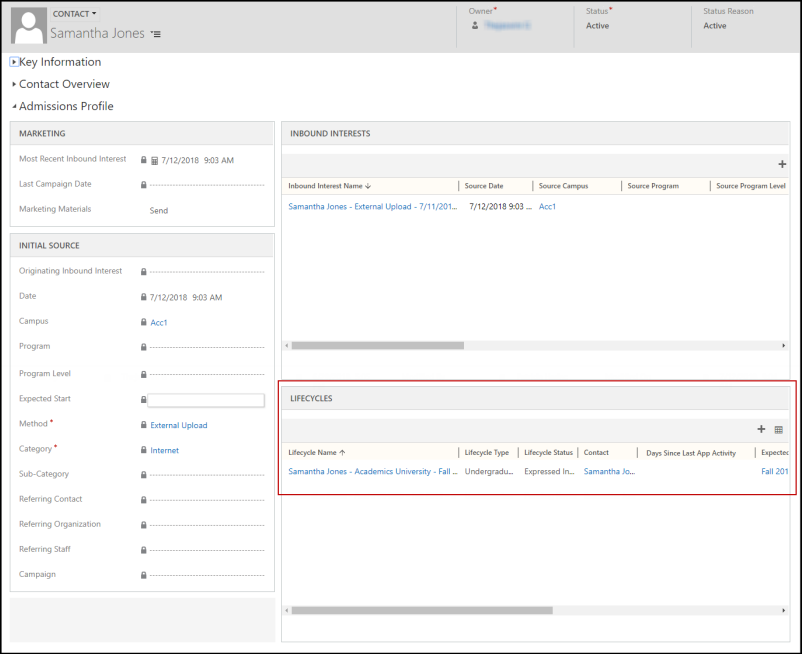 CONTACT
Samantha Jones
Owner*
Status*
Active
Status Reason
Active
Key Information
Contact Overview
Admissions Profile
MARKETING
Most Recent Inbound Interest 7/12/2018 9:03 AM
Last Campaign Date
Marketing Materials Send
INITIAL SOURCE
Originating Inbound Interest
Date 7/12/2018 9:03 AM
Campus Acc1
Program
Program Level
Expected Start
Method * External Upload
Category * Internet
Sub-Category
Referring Contact
Referring Organization
Referring Staff
Campaign
INBOUND INTERESTS
Inbound Interest Name Source Date Source Campus Source Program Source Program Level
Samantha Jones - External Upload - 7/11/201... 7/12/2018 9:03 ... Acc1
LIFECYCLES
Lifecycle Name Lifecycle Type Lifecycle Status Contact Days Since Last App Activity Expected
Samantha Jones - Academics University - Fall ... Undergradu... Expressed In... Samantha Jo... Fall 201